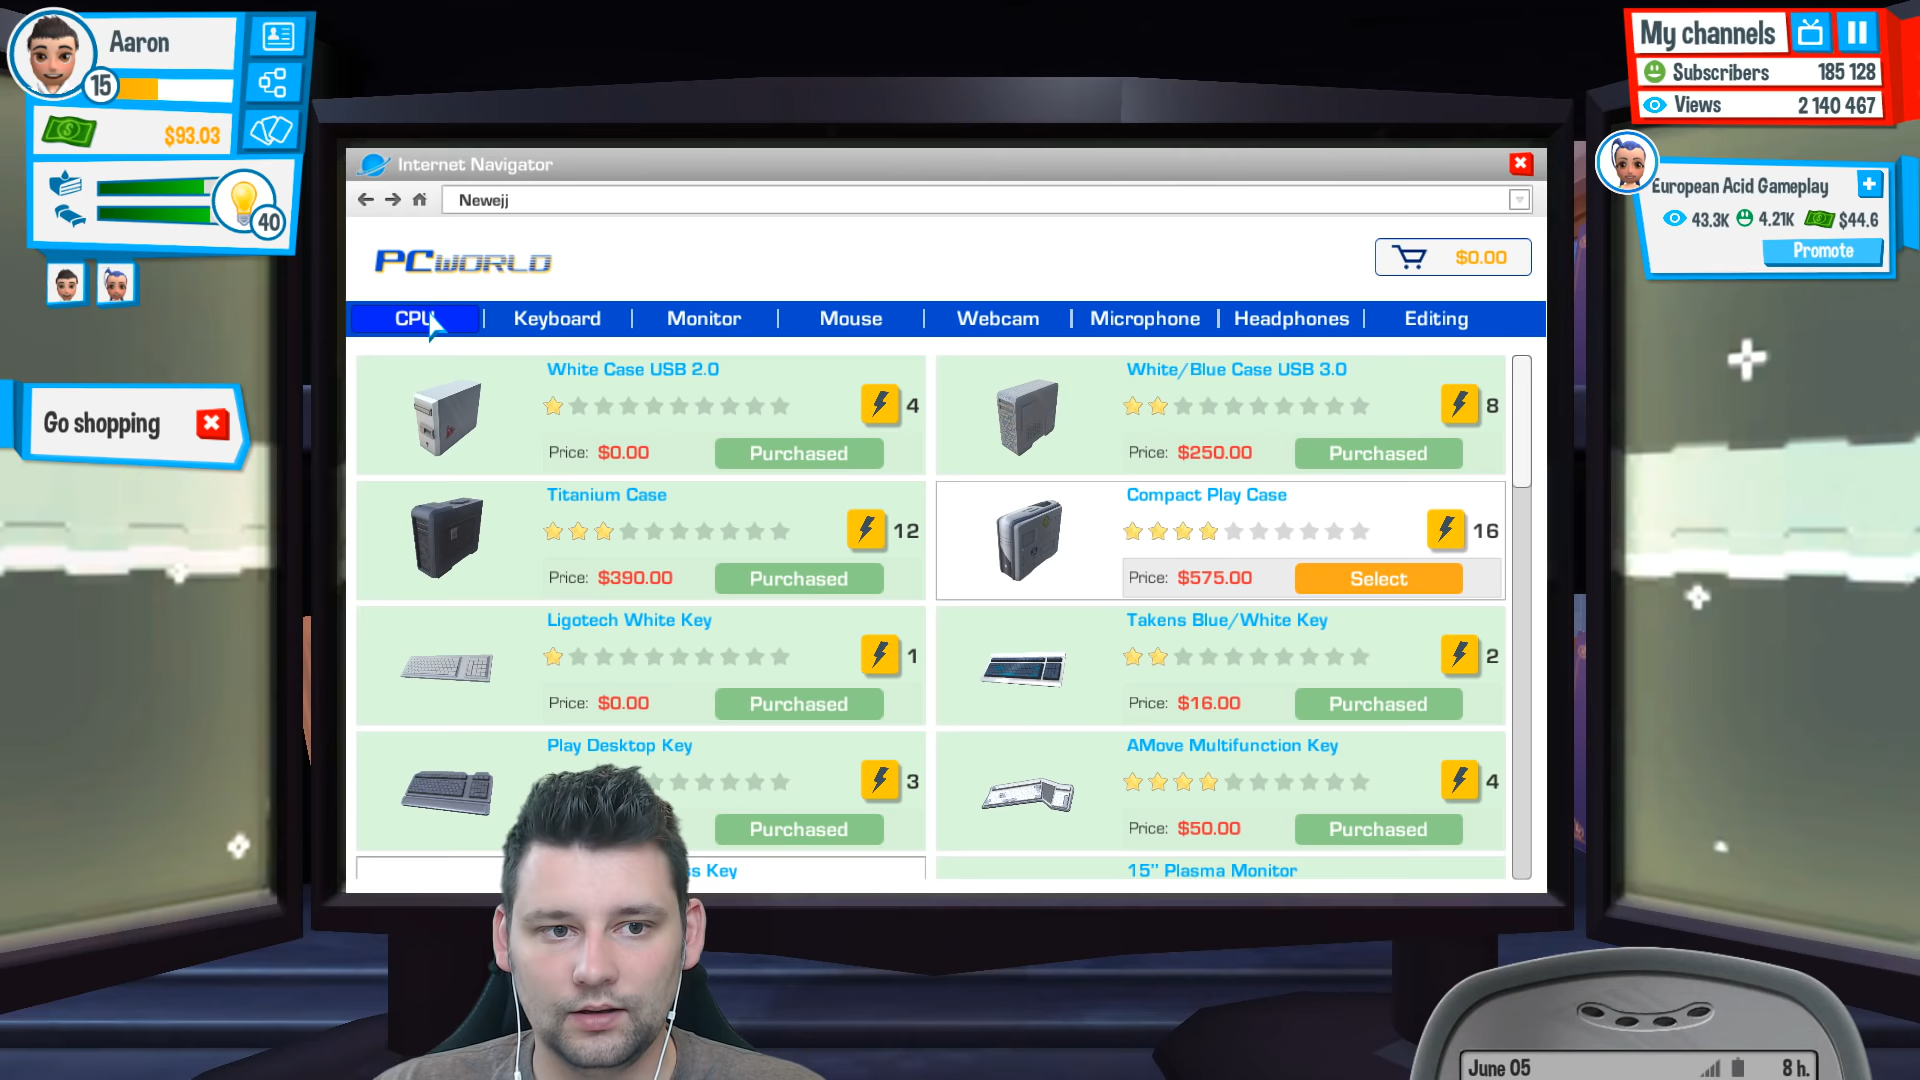 Aaron
15
$93.03
40
Go shopping
My channels
Subscribers 185 128
Views 2 140 467
European Acid Gameplay
43.3K 4.21K $44.6
Promote
Internet Navigator
Newejj
PCWORLD
$0.00
CPU | Keyboard | Monitor | Mouse | Webcam | Microphone | Headphones | Editing
White Case USB 2.0
4
Price: $0.00 Purchased
White/Blue Case USB 3.0
8
Price: $250.00 Purchased
Titanium Case
12
Price: $390.00 Purchased
Compact Play Case
16
Price: $575.00 Select
Ligotech White Key
1
Price: $0.00 Purchased
Takens Blue/White Key
2
Price: $16.00 Purchased
Play Desktop Key
3
Purchased
AMove Multifunction Key
4
Price: $50.00 Purchased
Key
15" Plasma Monitor
June 05 8 h.